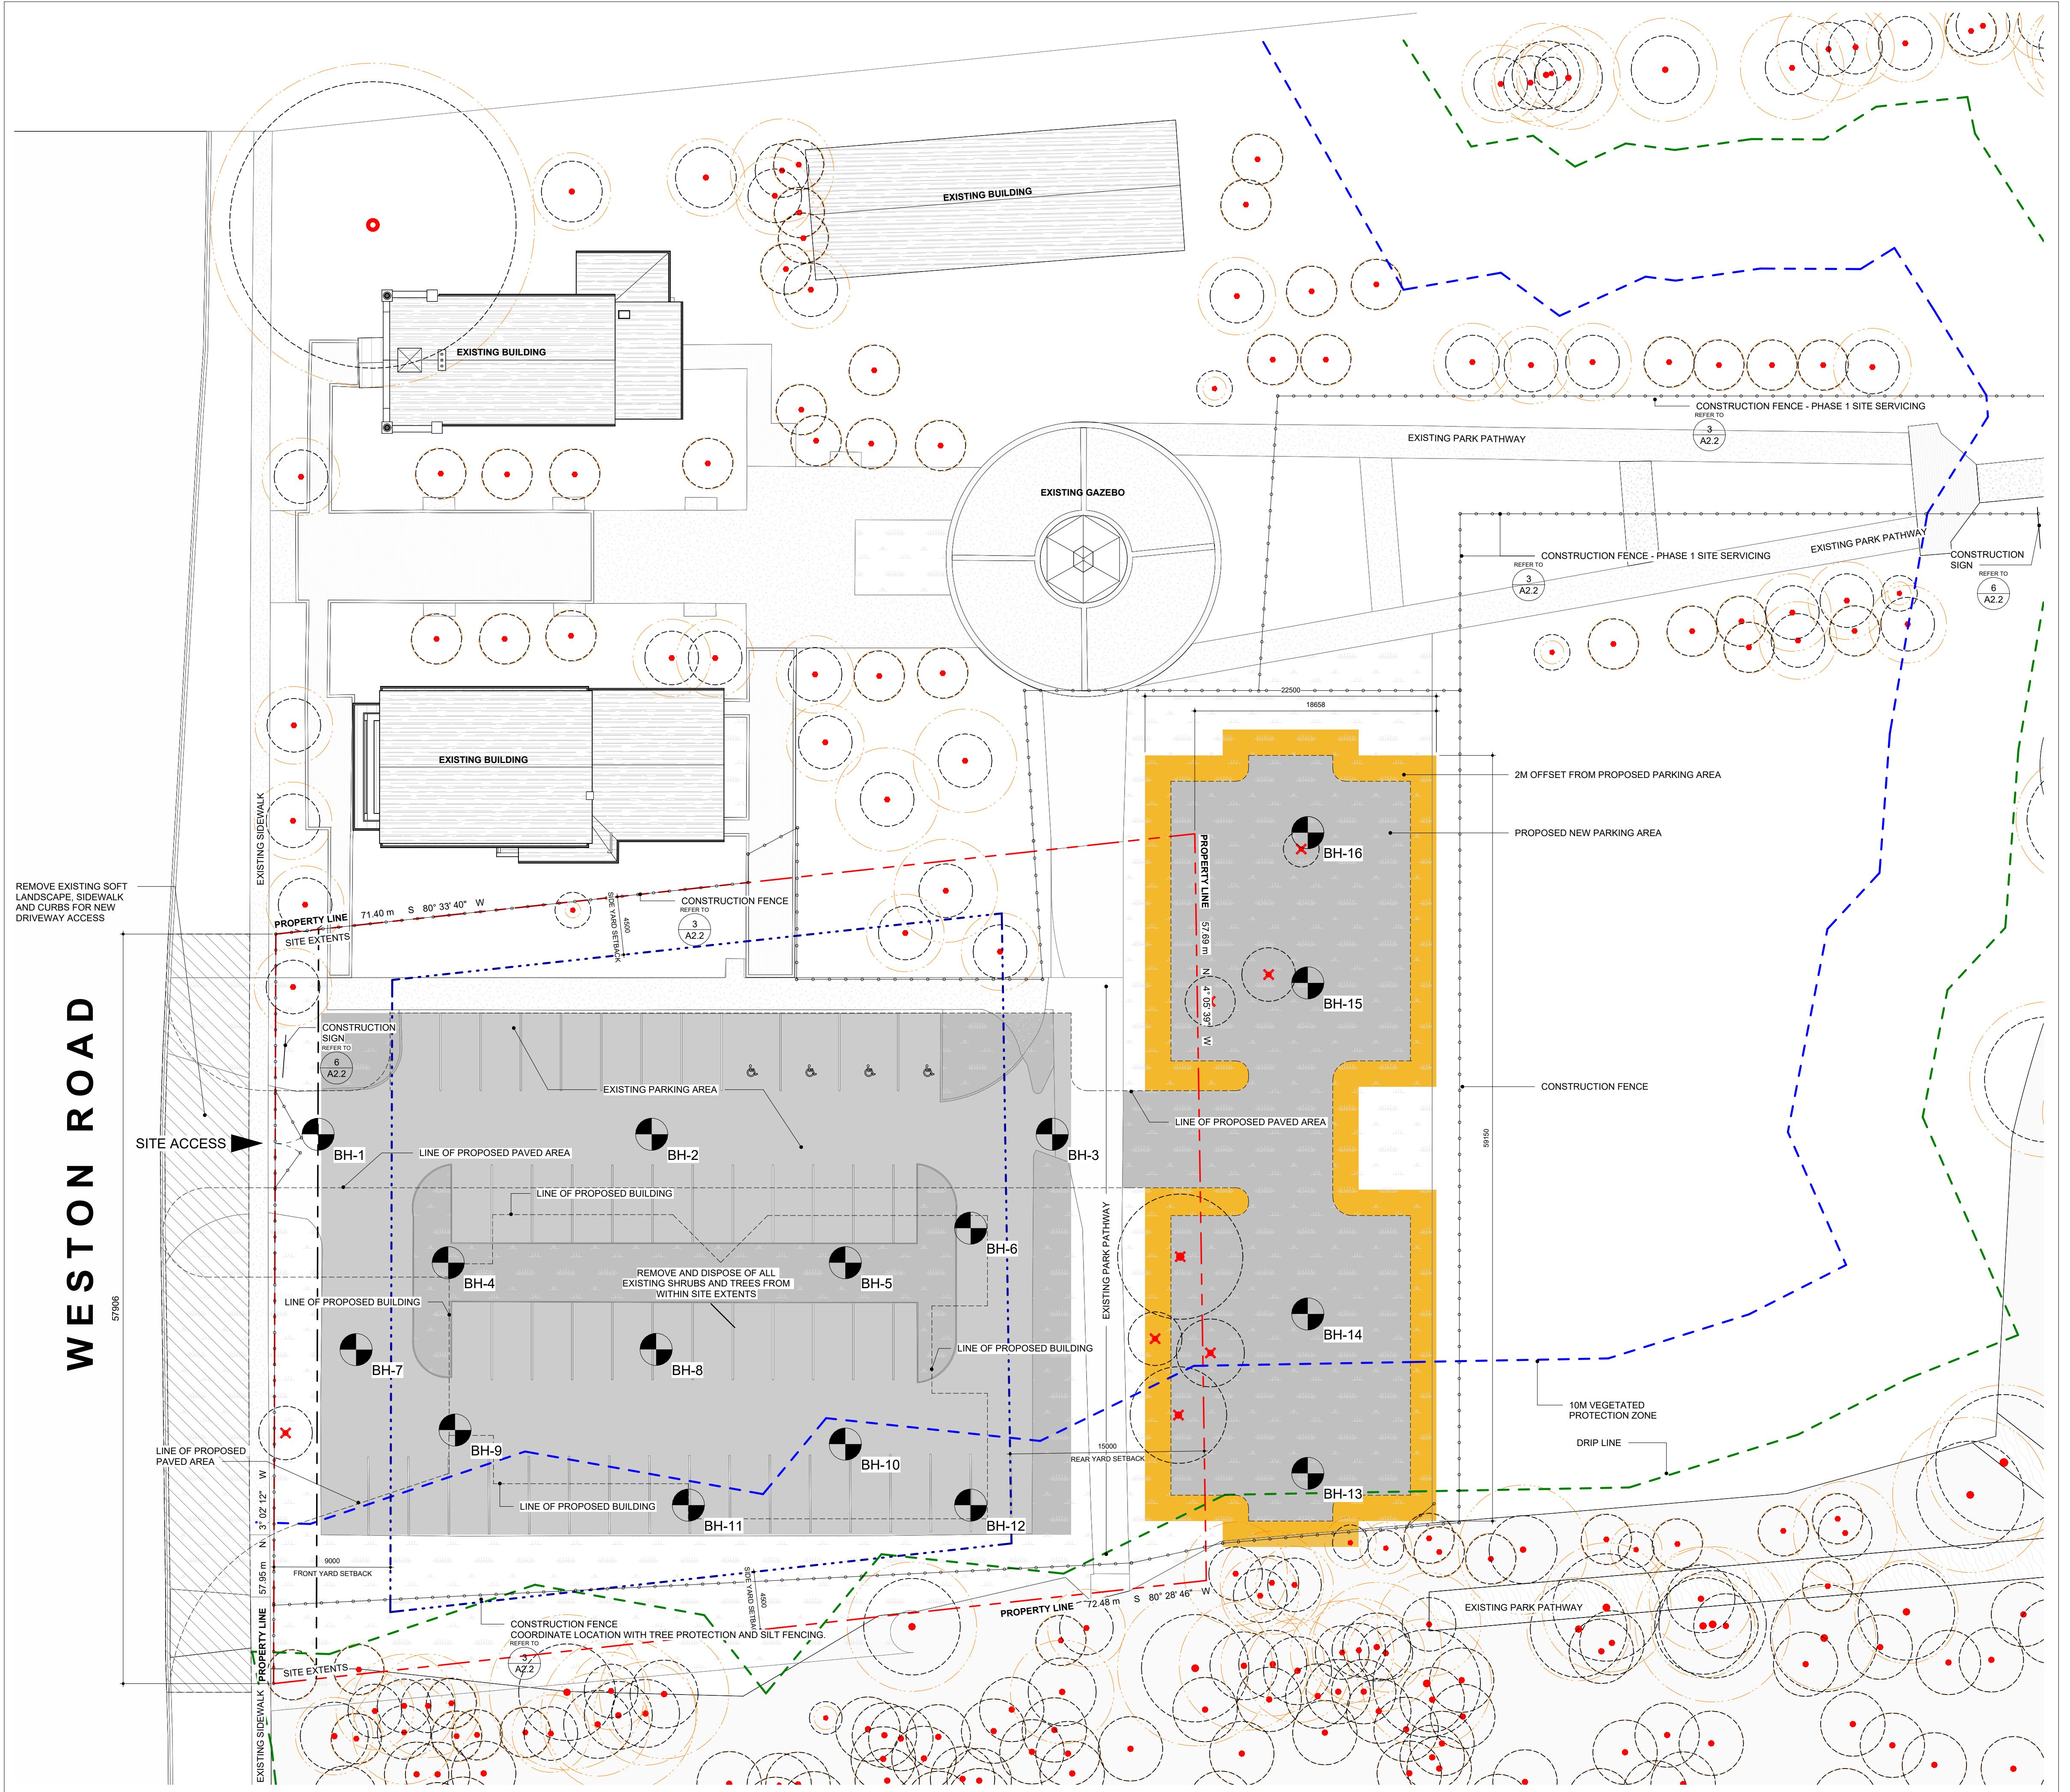 EXISTING BUILDING
EXISTING BUILDING
CONSTRUCTION FENCE - PHASE 1 SITE SERVICING
REFER TO
3
A2.2
EXISTING PARK PATHWAY
EXISTING GAZEBO
CONSTRUCTION FENCE - PHASE 1 SITE SERVICING
REFER TO
3
A2.2
EXISTING PARK PATHWAY
CONSTRUCTION
SIGN
REFER TO
6
A2.2
22500
18658
EXISTING BUILDING
2M OFFSET FROM PROPOSED PARKING AREA
PROPOSED NEW PARKING AREA
EXISTING SIDEWALK
BH-16
PROPERTY LINE 57.69 m N 4° 05' 39" W
REMOVE EXISTING SOFT
LANDSCAPE, SIDEWALK
AND CURBS FOR NEW
DRIVEWAY ACCESS
CONSTRUCTION FENCE
REFER TO
3
A2.2
PROPERTY LINE 71.40 m S 80° 33' 40" W
SITE EXTENTS
4500
SIDE YARD SETBACK
BH-15
WESTON ROAD
57906
CONSTRUCTION
SIGN
REFER TO
6
A2.2
EXISTING PARKING AREA
CONSTRUCTION FENCE
LINE OF PROPOSED PAVED AREA
SITE ACCESS
BH-1
BH-2
BH-3
59150
LINE OF PROPOSED PAVED AREA
LINE OF PROPOSED BUILDING
EXISTING PARK PATHWAY
BH-4
REMOVE AND DISPOSE OF ALL
EXISTING SHRUBS AND TREES FROM
WITHIN SITE EXTENTS
BH-5
BH-6
LINE OF PROPOSED BUILDING
BH-14
LINE OF PROPOSED BUILDING
BH-7
BH-8
10M VEGETATED
PROTECTION ZONE
DRIP LINE
BH-9
BH-10
15000
REAR YARD SETBACK
LINE OF PROPOSED
PAVED AREA
BH-13
LINE OF PROPOSED BUILDING
BH-11
BH-12
PROPERTY LINE 57.95 m N 3° 02' 12" W
9000
FRONT YARD SETBACK
4500
SIDE YARD SETBA
PROPERTY LINE 72.48 m S 80° 28' 46" W
EXISTING PARK PATHWAY
CONSTRUCTION FENCE
COORDINATE LOCATION WITH TREE PROTECTION AND SILT FENCING.
REFER TO
3
A2.2
SITE EXTENTS
EXISTING SIDEWALK